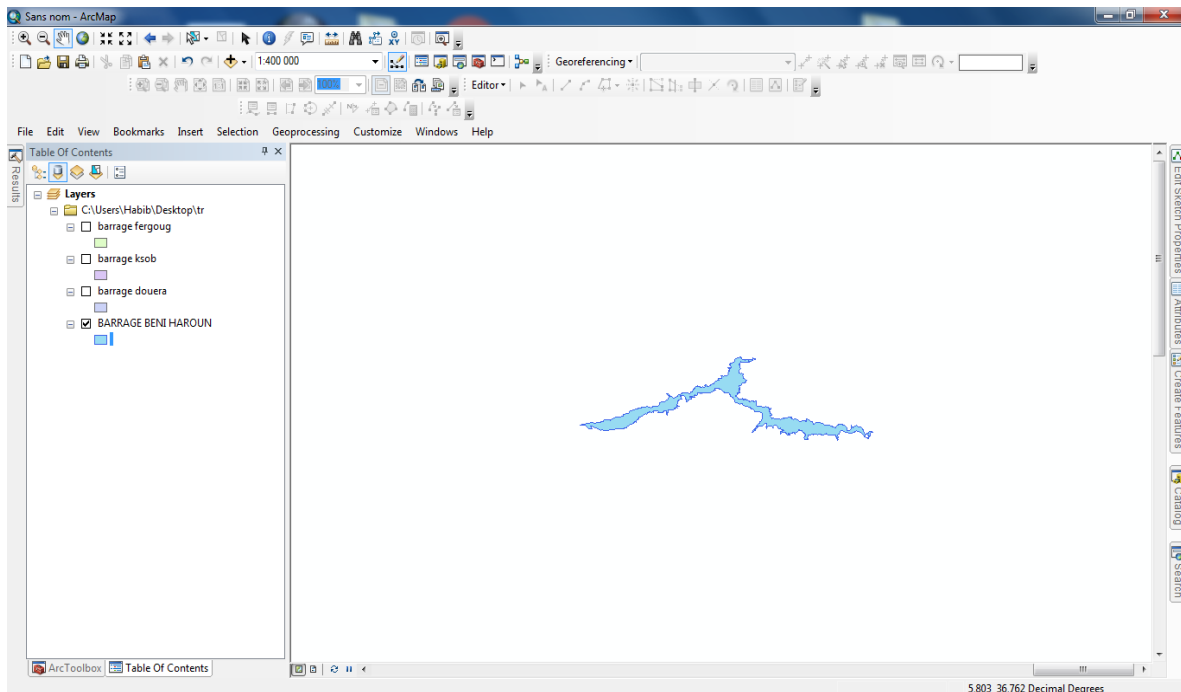 Sans nom - ArcMap
1:400 000
Georeferencing
100%
Editor
File Edit View Bookmarks Insert Selection Geoprocessing Customize Windows Help
Results
Table Of Contents
Layers
C:\Users\Habib\Desktop\tr
barrage fergoug
barrage ksob
barrage douera
BARRAGE BENI HAROUN
Edit Sketch Properties
Attributes
Create Features
Catalog
Search
ArcToolbox
Table Of Contents
5,803 36,762 Decimal Degrees